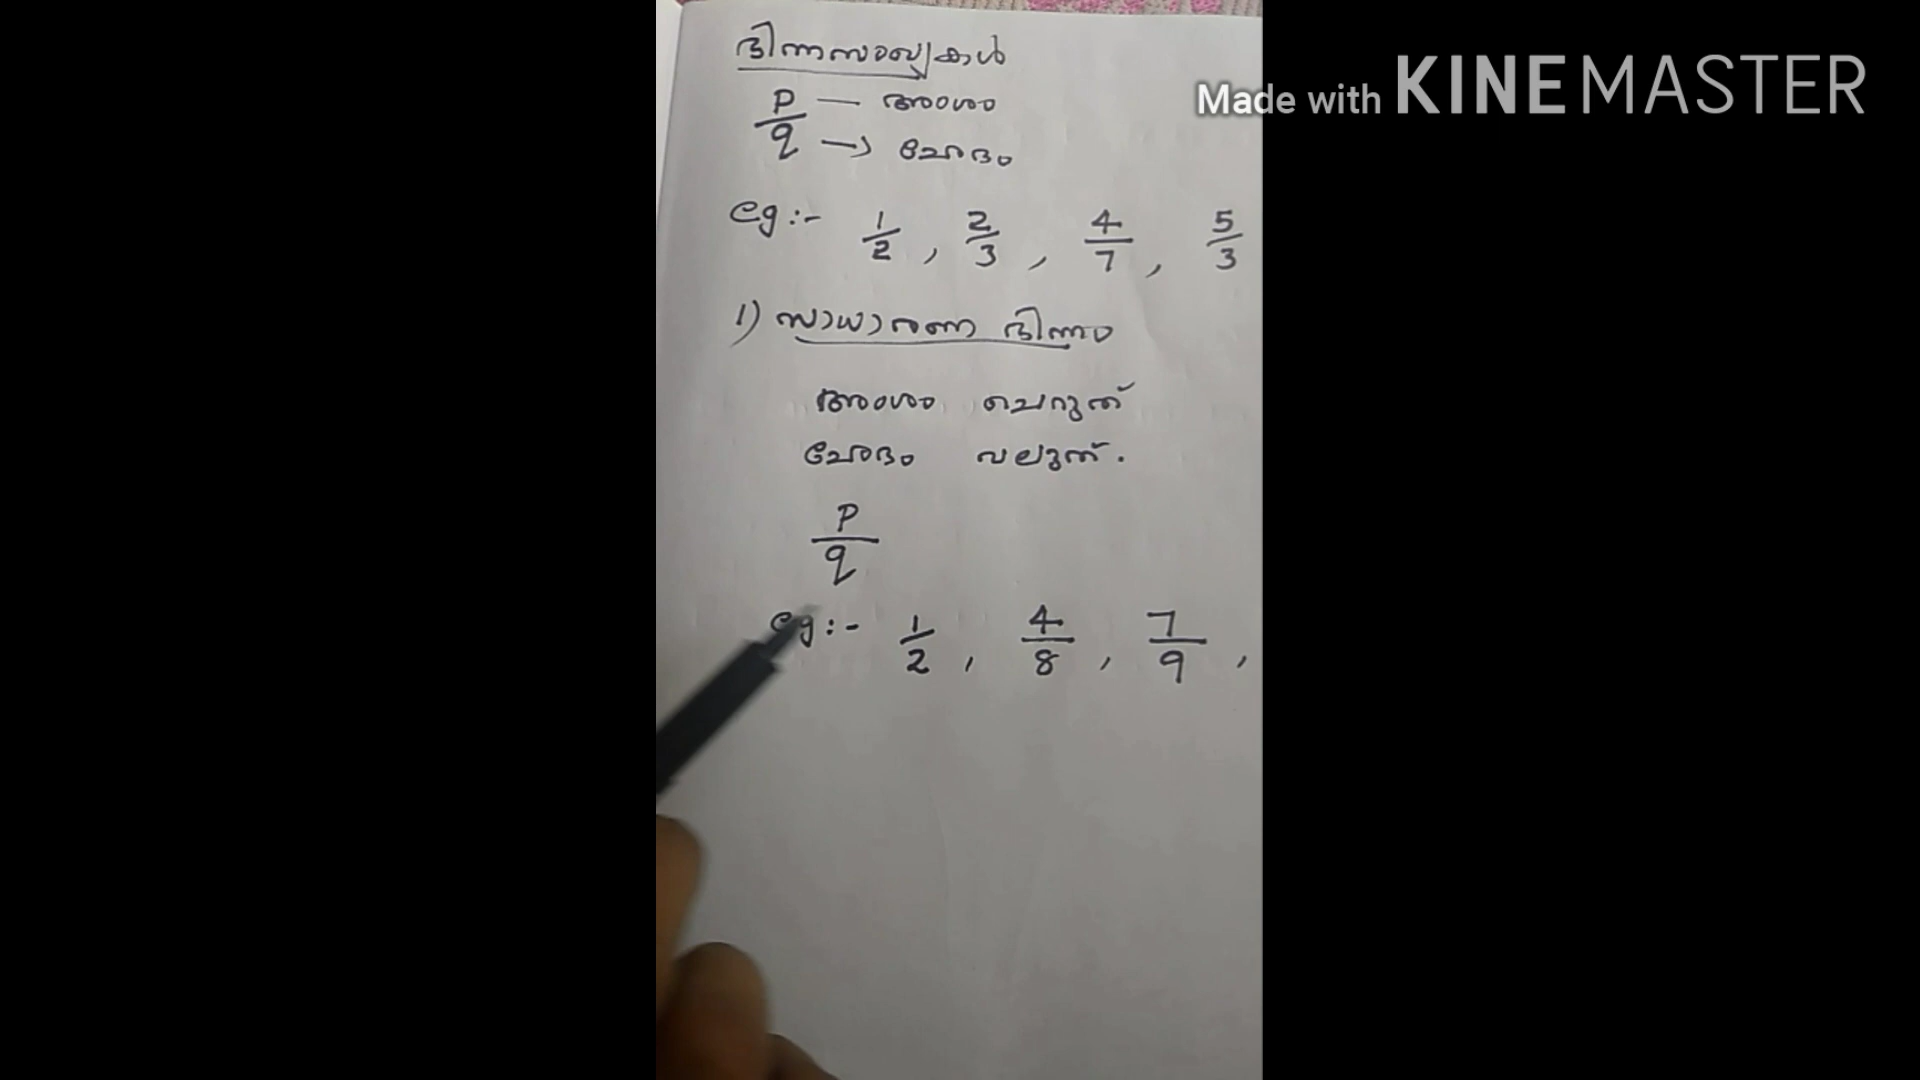 ഭിന്നസംഖ്യകൾ
Made with KINEMASTER
P/q — അംശം
→ ഛേദം
eg:- 1/2, 2/3, 4/7, 5/3
1) സാധാരണ ഭിന്നം
അംശം ചെറുത്
ഛേദം വലുത്.
P/q
eg:- 1/2, 4/8, 7/9,